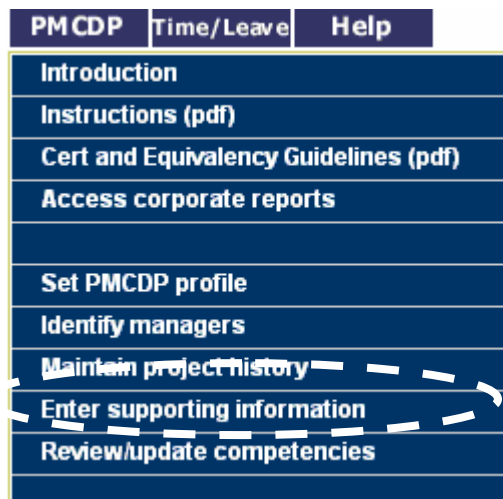 PMCDP Time/Leave Help
Introduction
Instructions (pdf)
Cert and Equivalency Guidelines (pdf)
Access corporate reports
Set PMCDP profile
Identify managers
Maintain project history
Enter supporting information
Review/update competencies